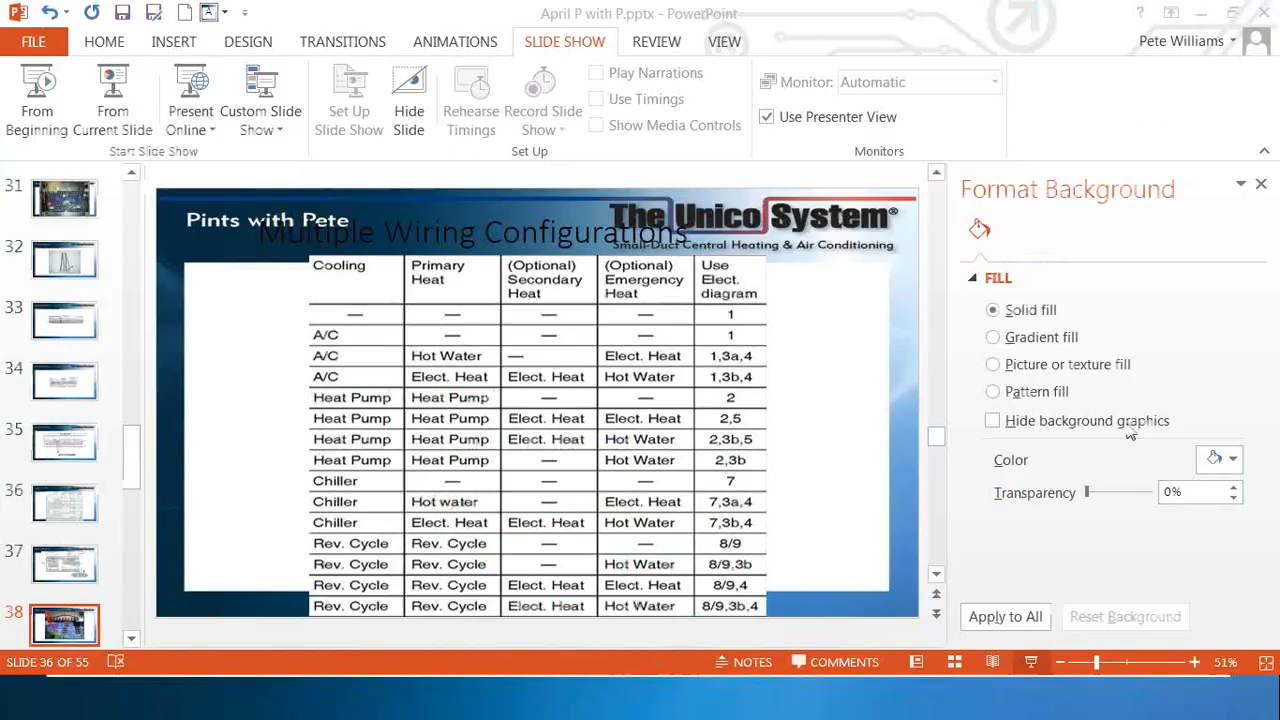 April P with P.pptx - PowerPoint
FILE HOME INSERT DESIGN TRANSITIONS ANIMATIONS SLIDE SHOW REVIEW VIEW Pete Williams
From Beginning
From Current Slide
Present Online
Custom Slide Show
Start Slide Show
Set Up Slide Show
Hide Slide
Rehearse Timings
Record Slide Show
Play Narrations
Use Timings
Show Media Controls
Set Up
Monitor: Automatic
Use Presenter View
Monitors
31
32
33
34
35
36
37
38
Pints with Pete
The Unico System®
Small-Duct Central Heating & Air Conditioning
Multiple Wiring Configurations
Cooling Primary Heat (Optional) Secondary Heat (Optional) Emergency Heat Use Elect. diagram
— — — — 1
A/C — — — 1
A/C Hot Water — Elect. Heat 1,3a,4
A/C Elect. Heat Elect. Heat Hot Water 1,3b,4
Heat Pump Heat Pump — — 2
Heat Pump Heat Pump Elect. Heat Elect. Heat 2,5
Heat Pump Heat Pump Elect. Heat Hot Water 2,3b,5
Heat Pump Heat Pump — Hot Water 2,3b
Chiller — — — 7
Chiller Hot water — Elect. Heat 7,3a,4
Chiller Elect. Heat Elect. Heat Hot Water 7,3b,4
Rev. Cycle Rev. Cycle — — 8/9
Rev. Cycle Rev. Cycle — Hot Water 8/9,3b
Rev. Cycle Rev. Cycle Elect. Heat Elect. Heat 8/9,4
Rev. Cycle Rev. Cycle Elect. Heat Hot Water 8/9,3b,4
Format Background
FILL
Solid fill
Gradient fill
Picture or texture fill
Pattern fill
Hide background graphics
Color
Transparency 0%
Apply to All Reset Background
SLIDE 36 OF 55 NOTES COMMENTS 51%